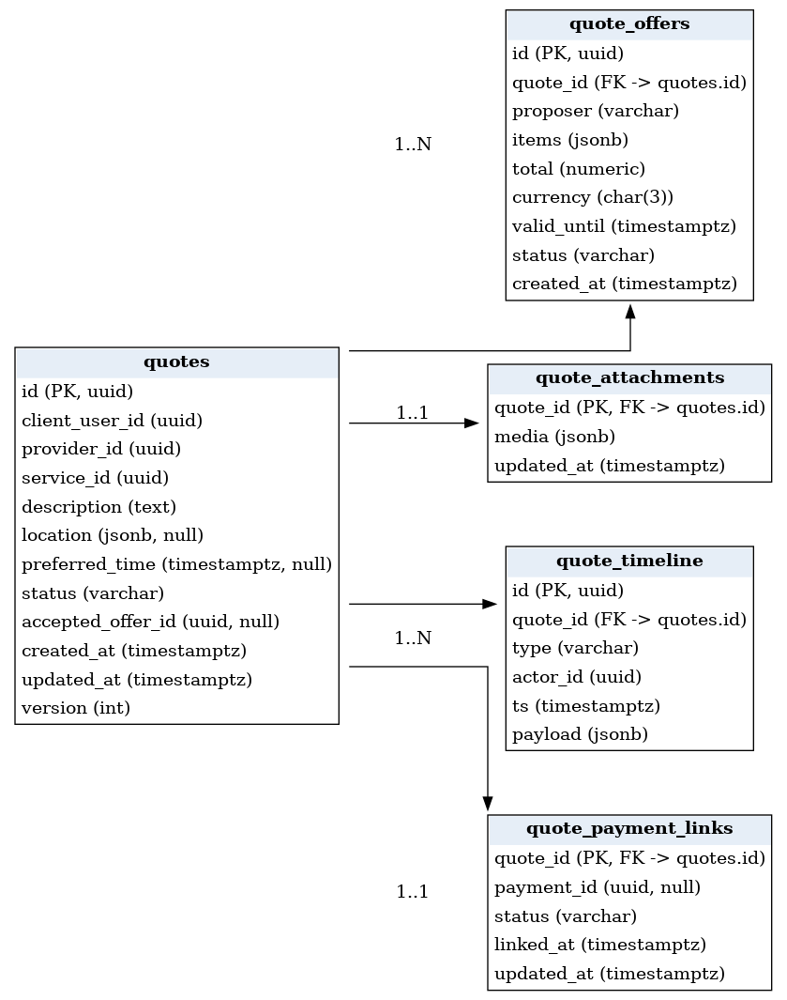 quote_offers
id (PK, uuid)
quote_id (FK -> quotes.id)
proposer (varchar)
items (jsonb)
total (numeric)
currency (char(3))
valid_until (timestamptz)
status (varchar)
created_at (timestamptz)
1..N
quotes
id (PK, uuid)
client_user_id (uuid)
provider_id (uuid)
service_id (uuid)
description (text)
location (jsonb, null)
preferred_time (timestamptz, null)
status (varchar)
accepted_offer_id (uuid, null)
created_at (timestamptz)
updated_at (timestamptz)
version (int)
1..1
quote_attachments
quote_id (PK, FK -> quotes.id)
media (jsonb)
updated_at (timestamptz)
1..N
quote_timeline
id (PK, uuid)
quote_id (FK -> quotes.id)
type (varchar)
actor_id (uuid)
ts (timestamptz)
payload (jsonb)
1..1
quote_payment_links
quote_id (PK, FK -> quotes.id)
payment_id (uuid, null)
status (varchar)
linked_at (timestamptz)
updated_at (timestamptz)